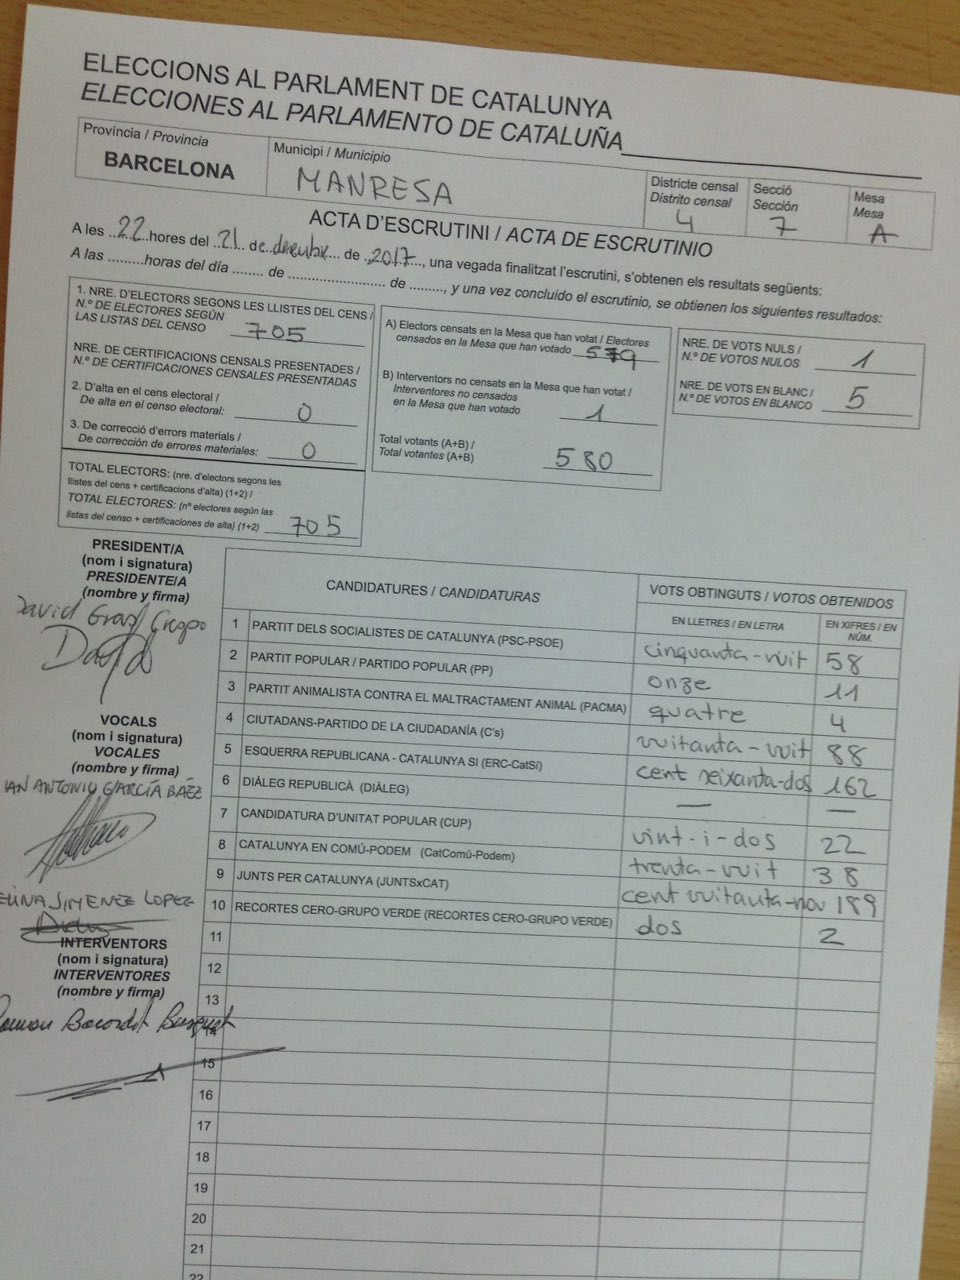 ELECCIONS AL PARLAMENT DE CATALUNYA
ELECCIONES AL PARLAMENTO DE CATALUÑA
Província / Provincia
BARCELONA
Municipi / Municipio
MANRESA
Districte censal
Distrito censal
4
Secció
Sección
7
Mesa
Mesa
A
ACTA D'ESCRUTINI / ACTA DE ESCRUTINIO
A les ..22..hores del .21. de desembre... de .2017.., una vegada finalitzat l'escrutini, s'obtenen els resultats següents:
A las .........horas del día ........ de ........................... de ........., y una vez concluido el escrutinio, se obtienen los siguientes resultados:
1. NRE. D'ELECTORS SEGONS LES LLISTES DEL CENS /
N.º DE ELECTORES SEGÚN
LAS LISTAS DEL CENSO 705
NRE. DE CERTIFICACIONS CENSALS PRESENTADES /
N.º DE CERTIFICACIONES CENSALES PRESENTADAS
2. D'alta en el cens electoral /
De alta en el censo electoral: 0
3. De correcció d'errors materials /
De corrección de errores materiales: 0
TOTAL ELECTORS: (nre. d'electors segons les
llistes del cens + certificacions d'alta) (1+2) /
TOTAL ELECTORES: (nº electores según las
listas del censo + certificaciones de alta) (1+2) 705
A) Electors censats en la Mesa que han votat / Electores
censados en la Mesa que han votado 579
B) Interventors no censats en la Mesa que han votat /
Interventores no censados
en la Mesa que han votado 1
Total votants (A+B) /
Total votantes (A+B) 580
NRE. DE VOTS NULS /
N.º DE VOTOS NULOS 1
NRE. DE VOTS EN BLANC /
N.º DE VOTOS EN BLANCO 5
PRESIDENT/A
(nom i signatura)
PRESIDENTE/A
(nombre y firma)
David Crespo
VOCALS
(nom i signatura)
VOCALES
(nombre y firma)
ANTONIO GARCÍA BÁEZ
JIMENEZ LOPEZ
INTERVENTORS
(nom i signatura)
INTERVENTORES
(nombre y firma)
CANDIDATURES / CANDIDATURAS
VOTS OBTINGUTS / VOTOS OBTENIDOS
EN LLETRES / EN LETRA
EN XIFRES / EN NÚM.
1 PARTIT DELS SOCIALISTES DE CATALUNYA (PSC-PSOE) cinquanta-vuit 58
2 PARTIT POPULAR / PARTIDO POPULAR (PP) onze 11
3 PARTIT ANIMALISTA CONTRA EL MALTRACTAMENT ANIMAL (PACMA) quatre 4
4 CIUTADANS-PARTIDO DE LA CIUDADANÍA (C's) vuitanta-vuit 88
5 ESQUERRA REPUBLICANA - CATALUNYA SI (ERC-CatSí) cent seixanta-dos 162
6 DIÀLEG REPUBLICÀ (DIÀLEG) — —
7 CANDIDATURA D'UNITAT POPULAR (CUP) vint-i-dos 22
8 CATALUNYA EN COMÚ-PODEM (CatComú-Podem) trenta-vuit 38
9 JUNTS PER CATALUNYA (JUNTSxCAT) cent vuitanta-nou 189
10 RECORTES CERO-GRUPO VERDE (RECORTES CERO-GRUPO VERDE) dos 2
11
12
13
14
15
16
17
18
19
20
21
22